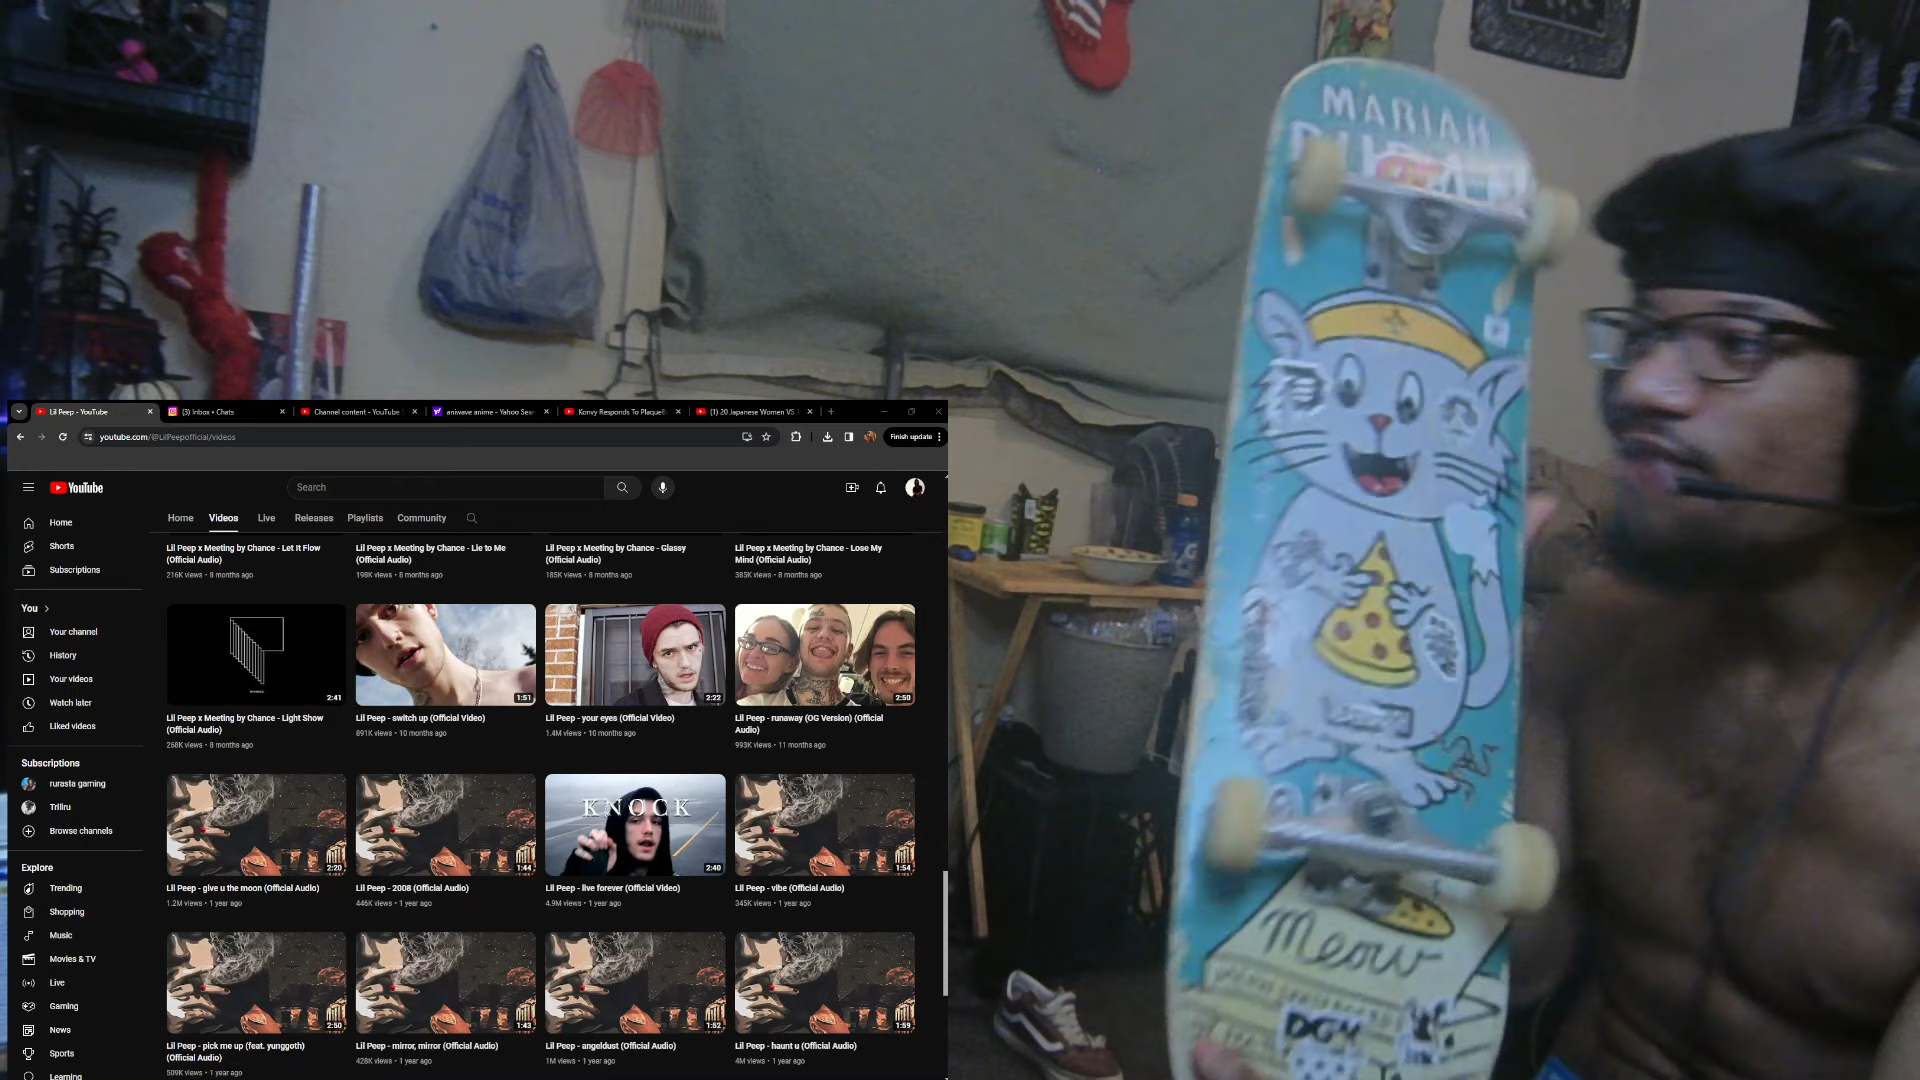 Lil Peep - YouTube
(3) Inbox • Chats
Channel content - YouTube
aniwave anime - Yahoo Sear
Konvy Responds To Plaque
(1) 20 Japanese Women VS
youtube.com/@LilPeepofficial/videos
Finish update
YouTube
Search
Home
Videos
Live
Releases
Playlists
Community
Home
Shorts
Subscriptions
You
Your channel
History
Your videos
Watch later
Liked videos
Subscriptions
rurasta gaming
Triliru
Browse channels
Explore
Trending
Shopping
Music
Movies & TV
Live
Gaming
News
Sports
Learning
Lil Peep x Meeting by Chance - Let It Flow
(Official Audio)
216K views • 8 months ago
Lil Peep x Meeting by Chance - Lie to Me
(Official Audio)
198K views • 8 months ago
Lil Peep x Meeting by Chance - Glassy
(Official Audio)
185K views • 8 months ago
Lil Peep x Meeting by Chance - Lose My
Mind (Official Audio)
385K views • 8 months ago
2:41
Lil Peep x Meeting by Chance - Light Show
(Official Audio)
268K views • 8 months ago
1:51
Lil Peep - switch up (Official Video)
891K views • 10 months ago
2:22
Lil Peep - your eyes (Official Video)
1.4M views • 10 months ago
2:50
Lil Peep - runaway (OG Version) (Official
Audio)
993K views • 11 months ago
2:20
Lil Peep - give u the moon (Official Audio)
1.2M views • 1 year ago
1:44
Lil Peep - 2008 (Official Audio)
446K views • 1 year ago
KNOCK
2:40
Lil Peep - live forever (Official Video)
4.9M views • 1 year ago
1:54
Lil Peep - vibe (Official Audio)
345K views • 1 year ago
2:50
Lil Peep - pick me up (feat. yunggoth)
(Official Audio)
509K views • 1 year ago
1:43
Lil Peep - mirror, mirror (Official Audio)
428K views • 1 year ago
1:52
Lil Peep - angeldust (Official Audio)
1M views • 1 year ago
1:59
Lil Peep - haunt u (Official Audio)
4M views • 1 year ago
MARIAH
Meow
DGK